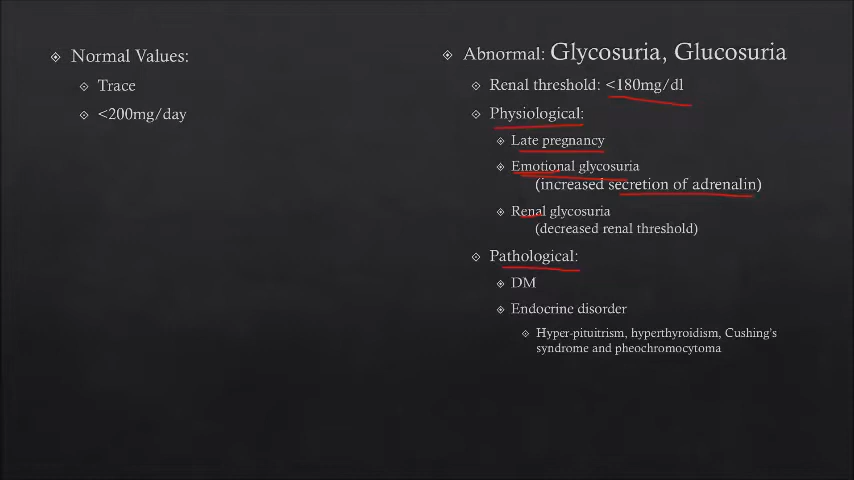 Normal Values:
Trace
<200mg/day
Abnormal: Glycosuria, Glucosuria
Renal threshold: <180mg/dl
Physiological:
Late pregnancy
Emotional glycosuria
(increased secretion of adrenalin)
Renal glycosuria
(decreased renal threshold)
Pathological:
DM
Endocrine disorder
Hyper-pituitrism, hyperthyroidism, Cushing's
syndrome and pheochromocytoma